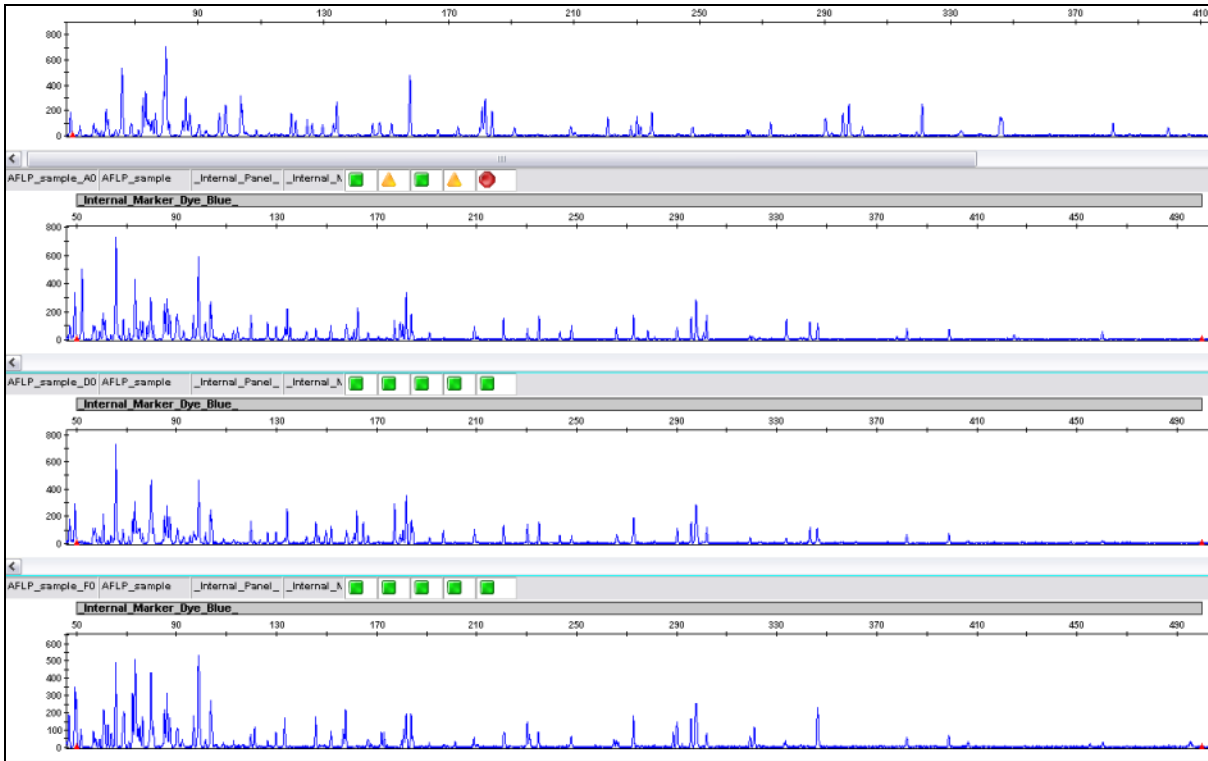 90 130 170 210 250 290 330 370 410
800
600
400
200
0
AFLP_sample_A0 AFLP_sample _Internal_Panel_ _Internal_M
_Internal_Marker_Dye_Blue_
50 90 130 170 210 250 290 330 370 410 450 490
800
600
400
200
0
AFLP_sample_D0 AFLP_sample _Internal_Panel_ _Internal_M
_Internal_Marker_Dye_Blue_
50 90 130 170 210 250 290 330 370 410 450 490
800
600
400
200
0
AFLP_sample_F0 AFLP_sample _Internal_Panel_ _Internal_M
_Internal_Marker_Dye_Blue_
50 90 130 170 210 250 290 330 370 410 450 490
600
500
400
300
200
100
0